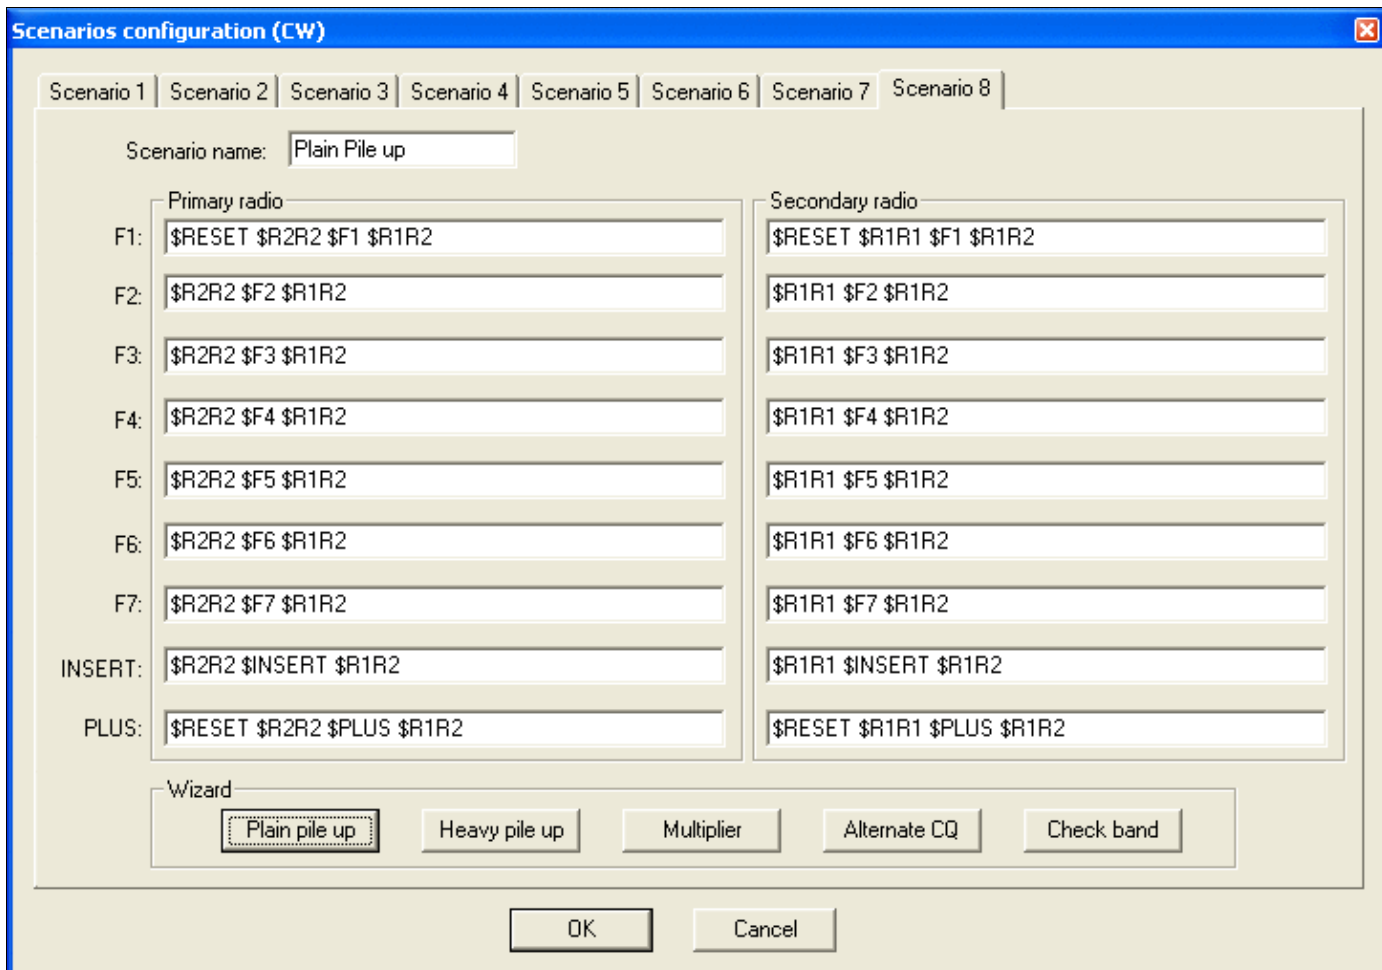 Scenarios configuration (CW)
Scenario 1 Scenario 2 Scenario 3 Scenario 4 Scenario 5 Scenario 6 Scenario 7 Scenario 8
Scenario name: Plain Pile up
Primary radio Secondary radio
F1: $RESET $R2R2 $F1 $R1R2 $RESET $R1R1 $F1 $R1R2
F2: $R2R2 $F2 $R1R2 $R1R1 $F2 $R1R2
F3: $R2R2 $F3 $R1R2 $R1R1 $F3 $R1R2
F4: $R2R2 $F4 $R1R2 $R1R1 $F4 $R1R2
F5: $R2R2 $F5 $R1R2 $R1R1 $F5 $R1R2
F6: $R2R2 $F6 $R1R2 $R1R1 $F6 $R1R2
F7: $R2R2 $F7 $R1R2 $R1R1 $F7 $R1R2
INSERT: $R2R2 $INSERT $R1R2 $R1R1 $INSERT $R1R2
PLUS: $RESET $R2R2 $PLUS $R1R2 $RESET $R1R1 $PLUS $R1R2
Wizard
Plain pile up Heavy pile up Multiplier Alternate CQ Check band
OK Cancel